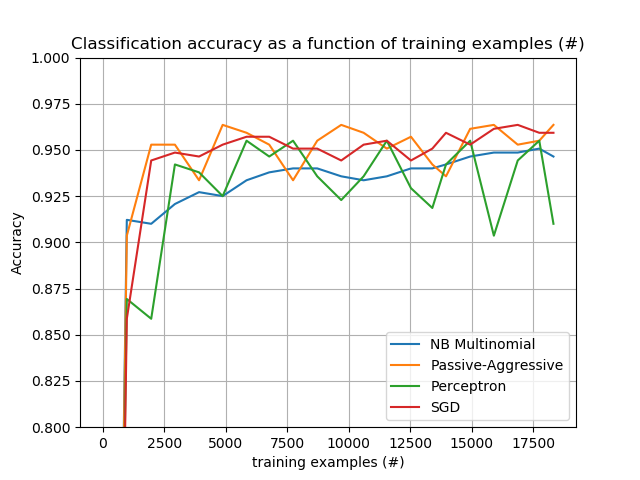 Classification accuracy as a function of training examples (#)
1.000
0.975
0.950
0.925
0.900
0.875
0.850
0.825
0.800
Accuracy
NB Multinomial
Passive-Aggressive
Perceptron
SGD
0 2500 5000 7500 10000 12500 15000 17500
training examples (#)